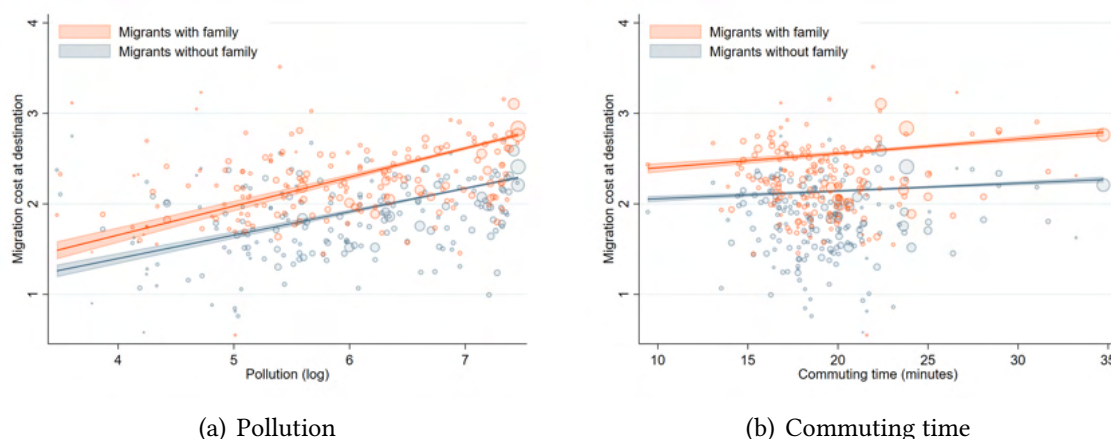 4
Migrants with family
Migrants without family
3
2
1
Migration cost at destination
4 5 6 7
Pollution (log)
(a) Pollution
4
Migrants with family
Migrants without family
3
2
1
Migration cost at destination
10 15 20 25 30 35
Commuting time (minutes)
(b) Commuting time